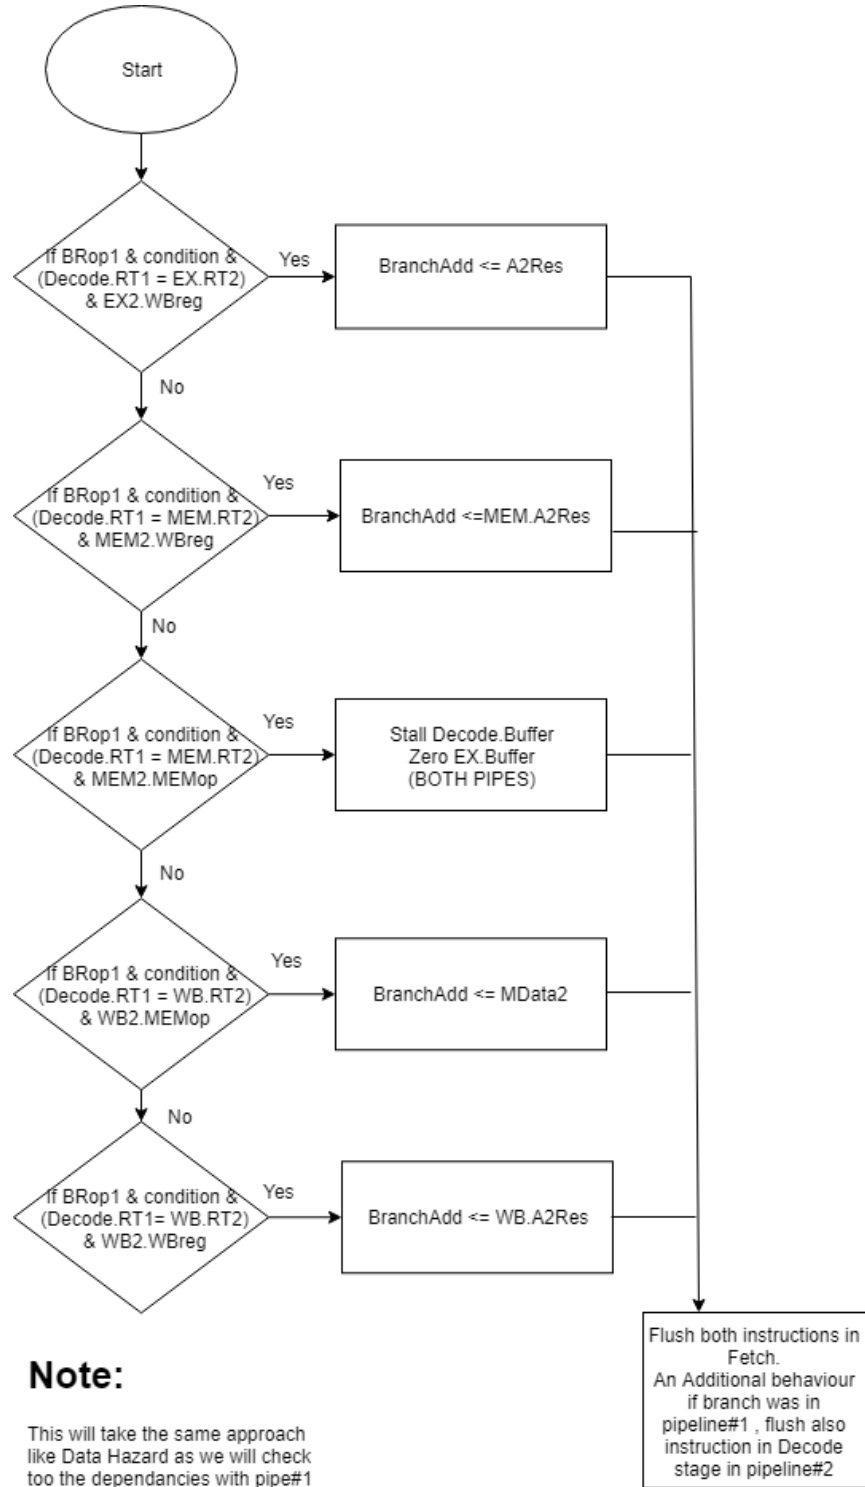 Start
If BRop1 & condition &
(Decode.RT1 = EX.RT2)
& EX2.WBreg
Yes
BranchAdd <= A2Res
No
If BRop1 & condition &
(Decode.RT1 = MEM.RT2)
& MEM2.WBreg
Yes
BranchAdd <=MEM.A2Res
No
If BRop1 & condition &
(Decode.RT1 = MEM.RT2)
& MEM2.MEMop
Yes
Stall Decode.Buffer
Zero EX.Buffer
(BOTH PIPES)
No
If BRop1 & condition &
(Decode.RT1 = WB.RT2)
& WB2.MEMop
Yes
BranchAdd <= MData2
No
If BRop1 & condition &
(Decode.RT1= WB.RT2)
& WB2.WBreg
Yes
BranchAdd <= WB.A2Res
Flush both instructions in
Fetch.
An Additional behaviour
if branch was in
pipeline#1 , flush also
instruction in Decode
stage in pipeline#2
Note:
This will take the same approach
like Data Hazard as we will check
too the dependancies with pipe#1